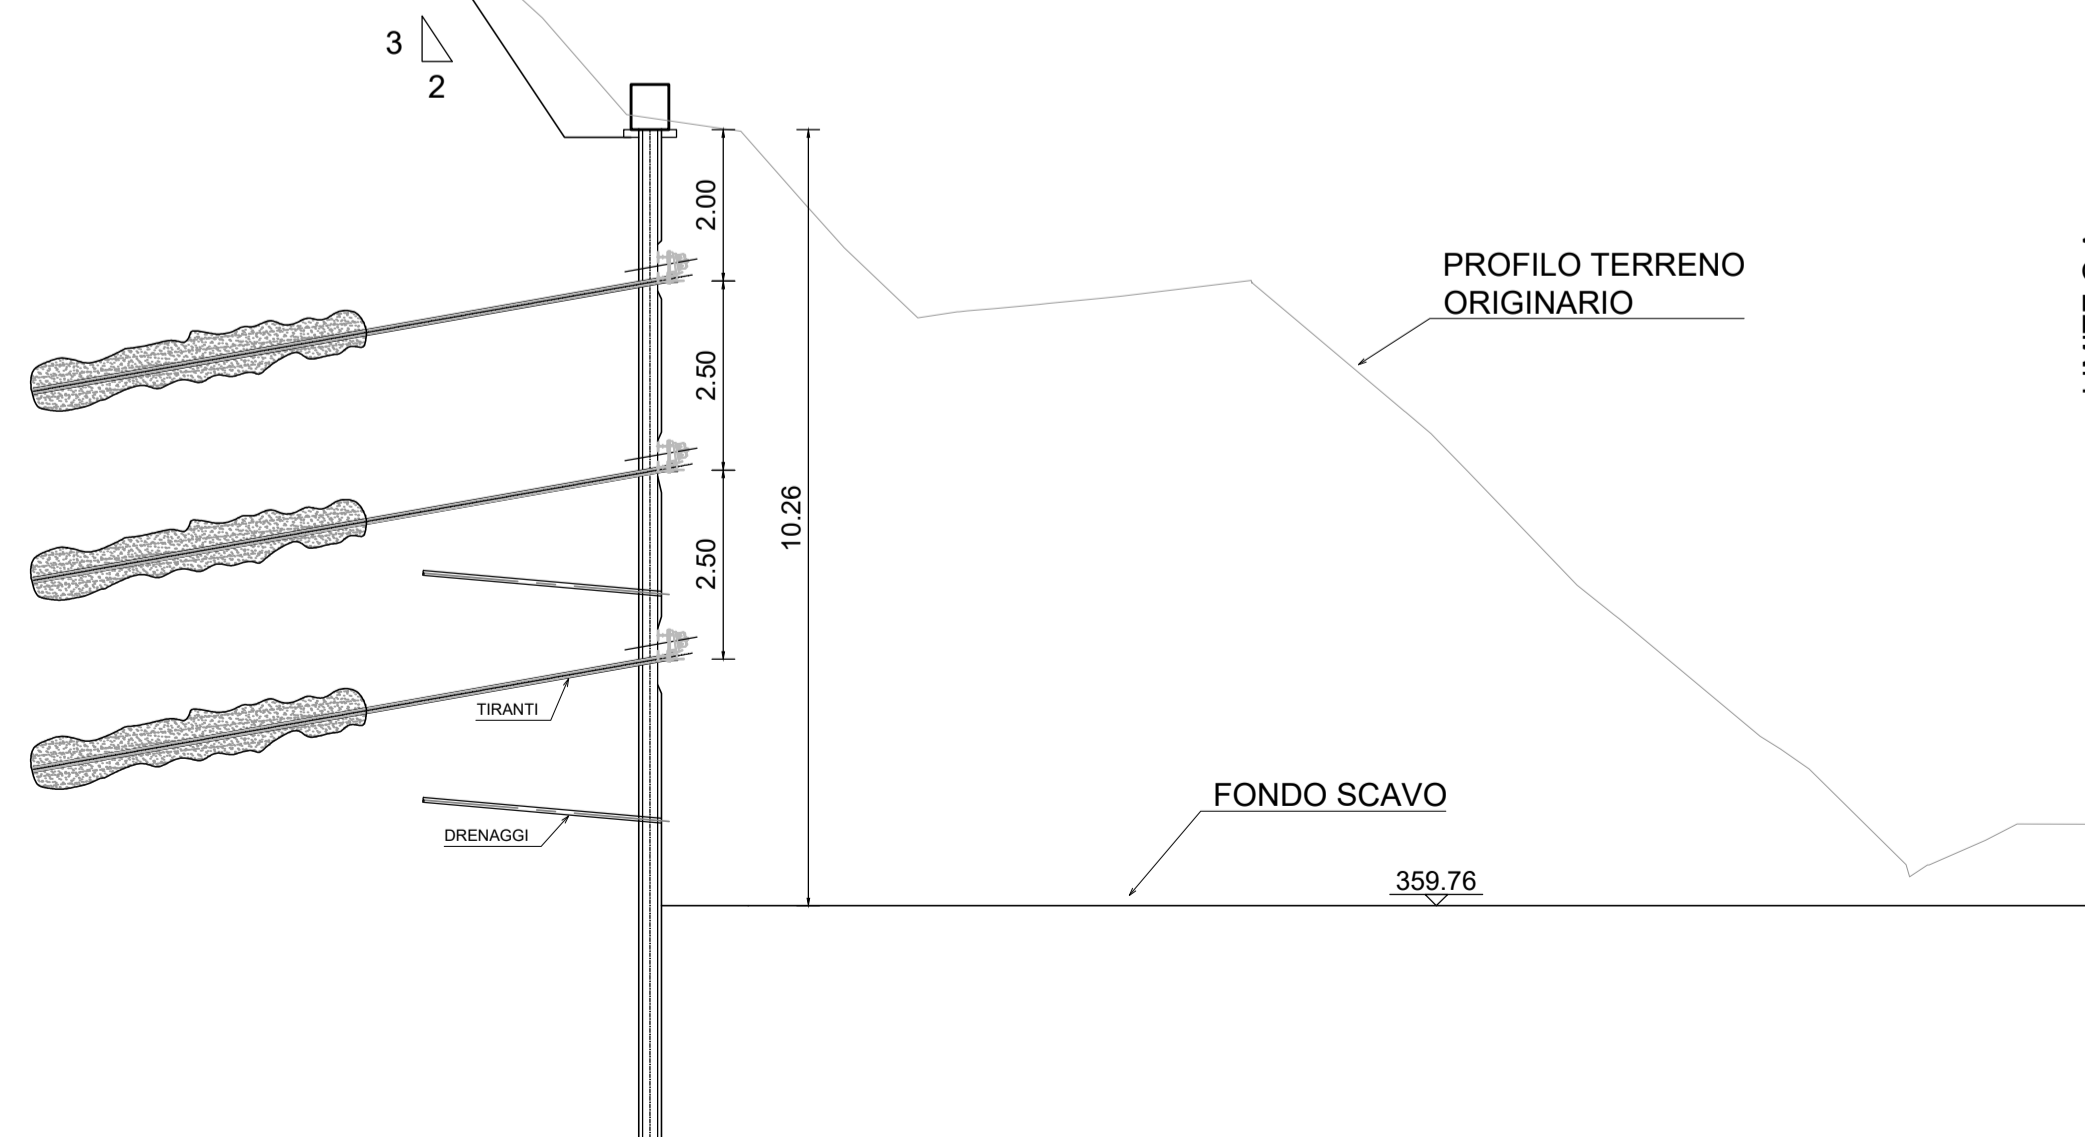 3
2
2.00
PROFILO TERRENO
ORIGINARIO
2.50
10.26
2.50
TIRANTI
FONDO SCAVO
DRENAGGI
359.76